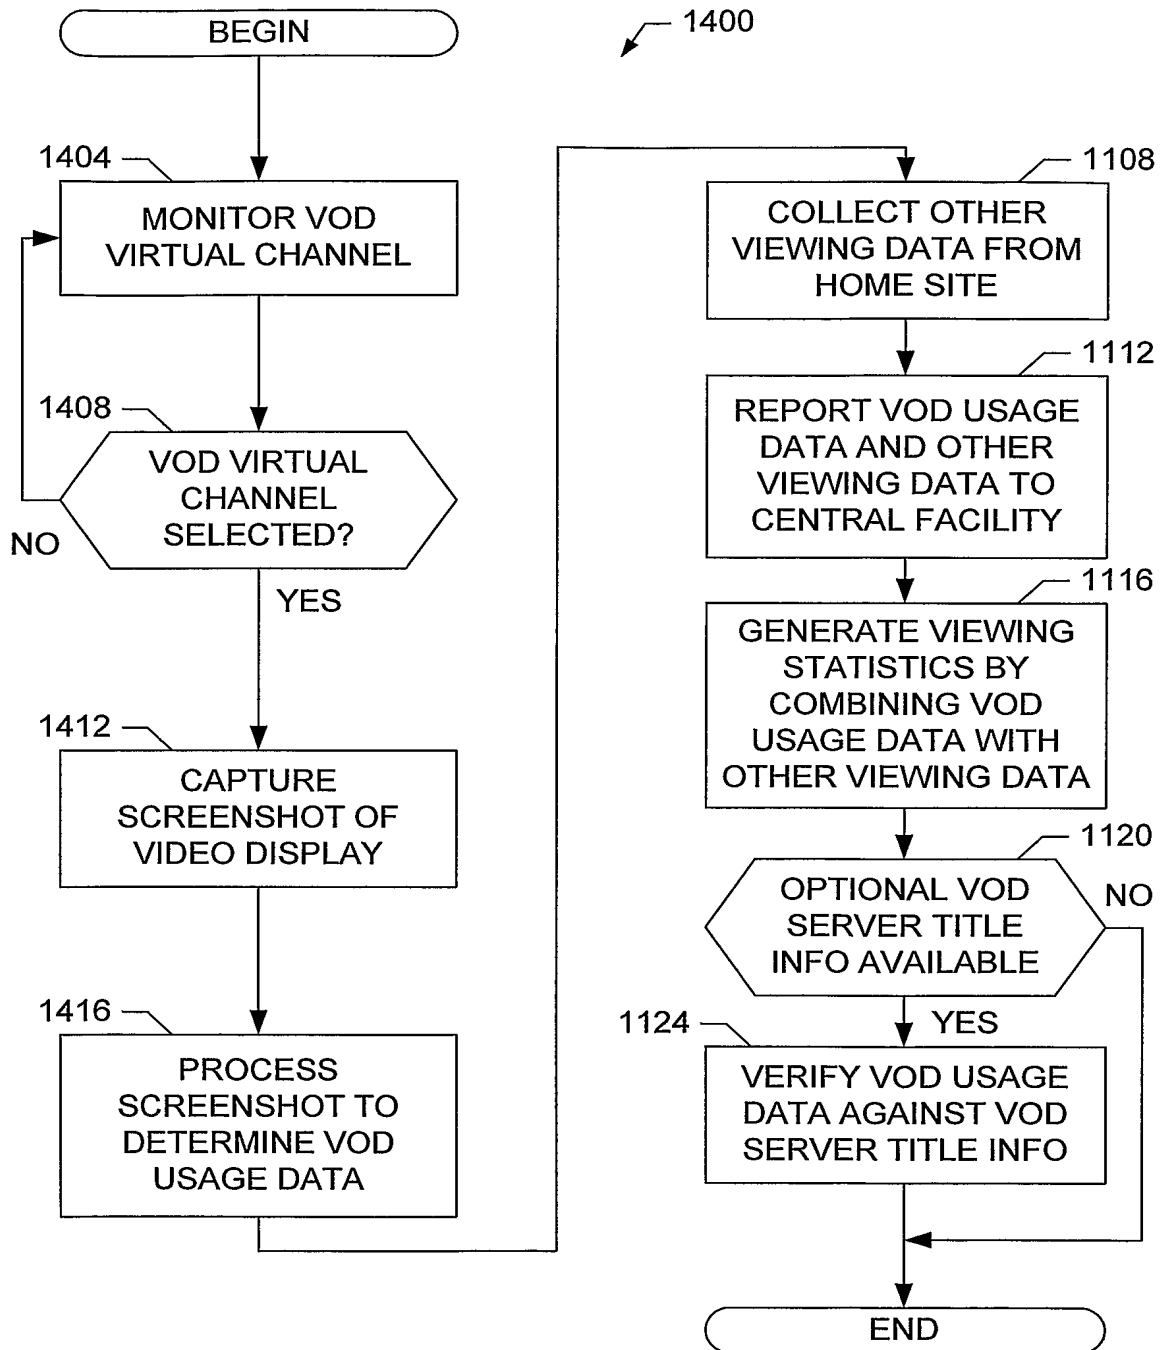 BEGIN
1400
1404
MONITOR VOD
VIRTUAL CHANNEL
1408
VOD VIRTUAL
CHANNEL
SELECTED?
NO
YES
1412
CAPTURE
SCREENSHOT OF
VIDEO DISPLAY
1416
PROCESS
SCREENSHOT TO
DETERMINE VOD
USAGE DATA
1108
COLLECT OTHER
VIEWING DATA FROM
HOME SITE
1112
REPORT VOD USAGE
DATA AND OTHER
VIEWING DATA TO
CENTRAL FACILITY
1116
GENERATE VIEWING
STATISTICS BY
COMBINING VOD
USAGE DATA WITH
OTHER VIEWING DATA
1120
OPTIONAL VOD
SERVER TITLE
INFO AVAILABLE
NO
YES
1124
VERIFY VOD USAGE
DATA AGAINST VOD
SERVER TITLE INFO
END